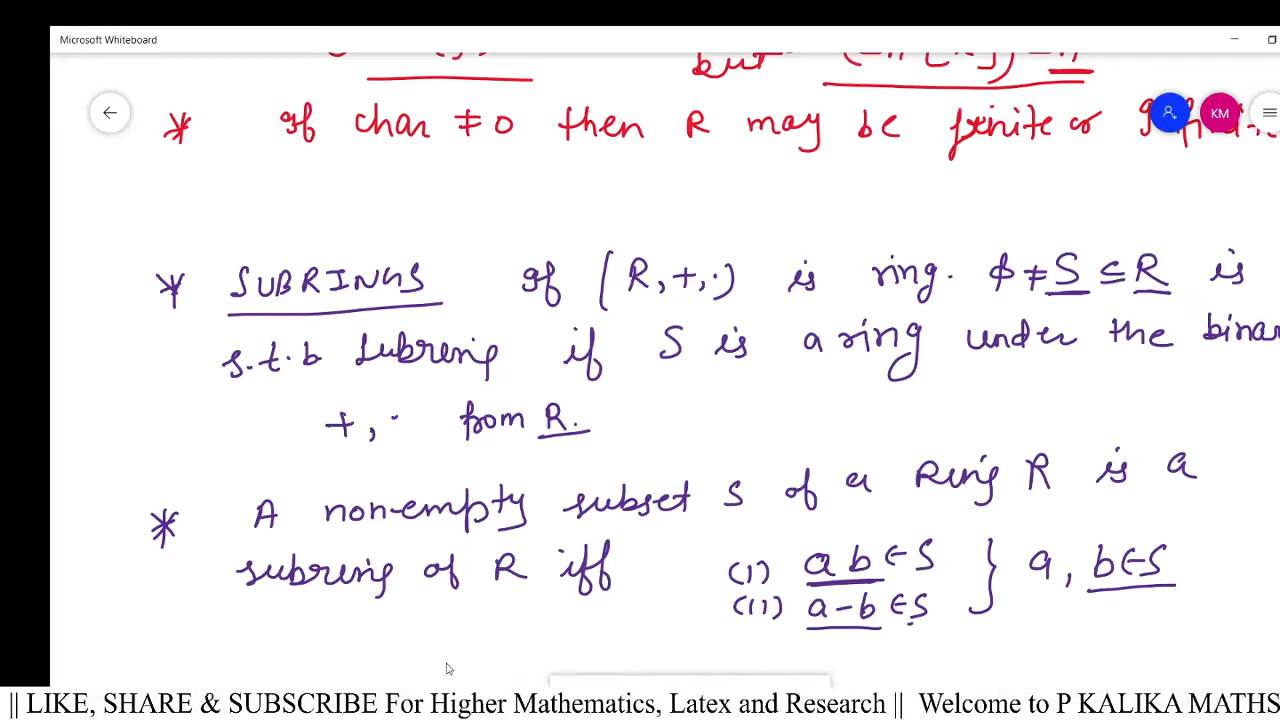 Microsoft Whiteboard
but
* If char ≠ 0 then R may be finite or
KM
* SUBRINGS If (R, +, ·) is ring. φ ≠ S ⊆ R is
s.t.b subring if S is a ring under the
+, · from R.
* A non-empty subset S of a Ring R is a
subring of R iff (i) ab ∈ S } a, b ∈ S
(ii) a - b ∈ S
|| LIKE, SHARE & SUBSCRIBE For Higher Mathematics, Latex and Research || Welcome to P KALIKA MATHS